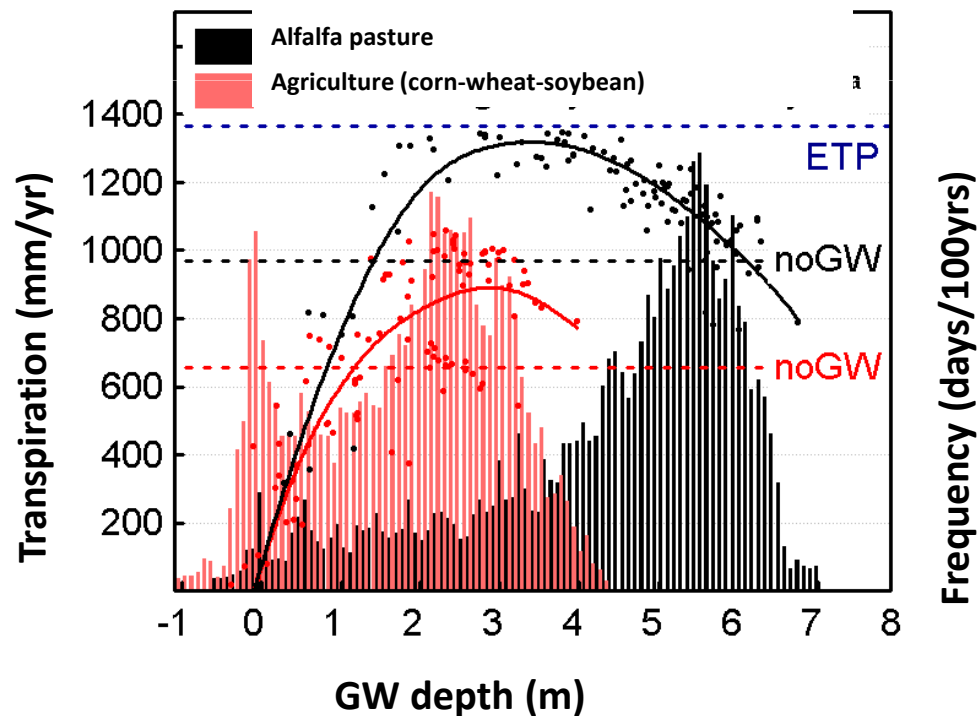 Alfalfa pasture
Agriculture (corn-wheat-soybean)
Transpiration (mm/yr)
1400
1200
1000
800
600
400
200
ETP
noGW
noGW
Frequency (days/100yrs)
-1 0 1 2 3 4 5 6 7 8
GW depth (m)